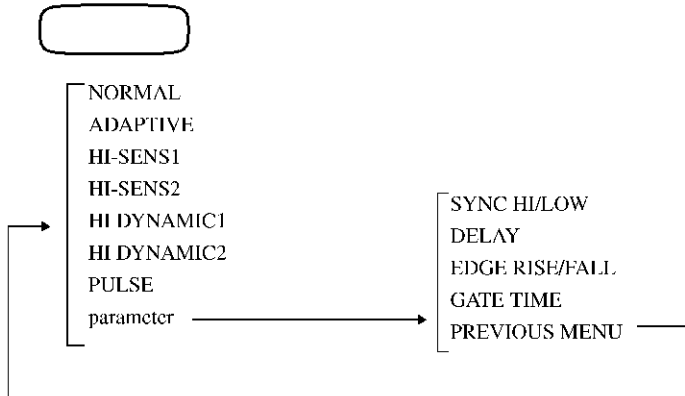 NORMAL
ADAPTIVE
HI-SENS1
HI-SENS2
HI DYNAMIC1
HI DYNAMIC2
PULSE
parameter
SYNC HI/LOW
DELAY
EDGE RISE/FALL
GATE TIME
PREVIOUS MENU